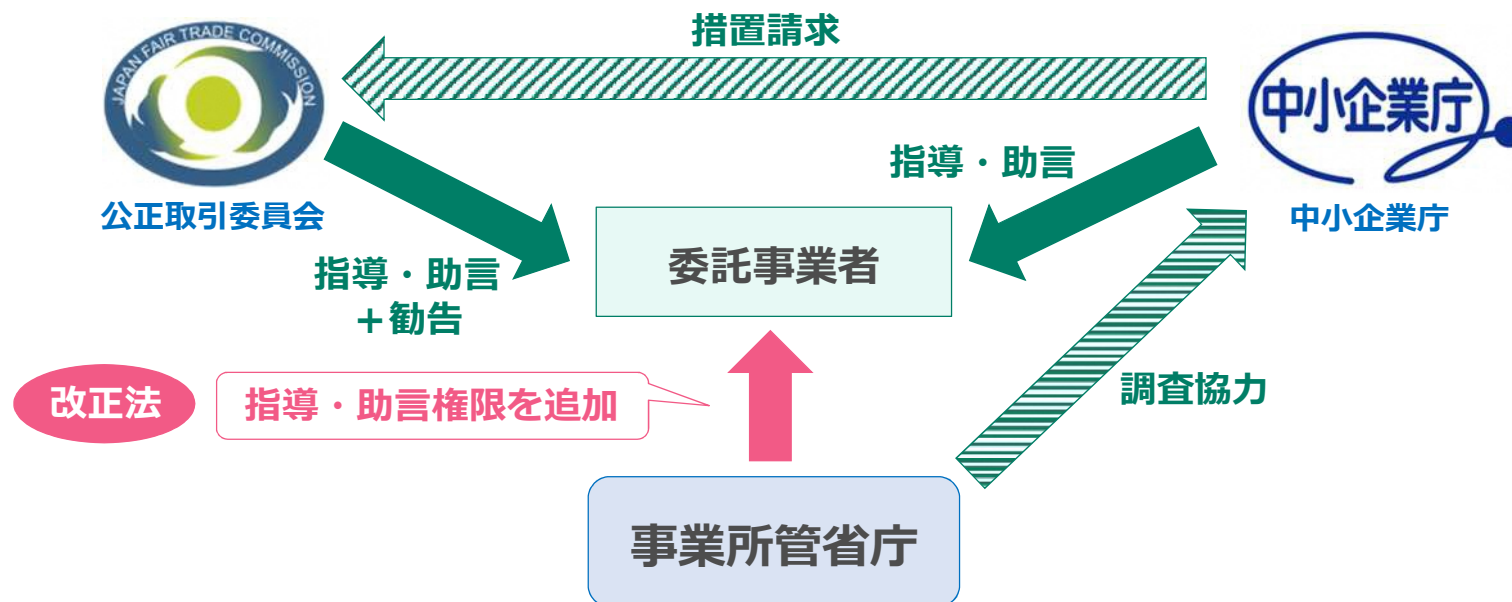 措置請求
JAPAN FAIR TRADE COMMISSION
中小企業庁
公正取引委員会
指導・助言
中小企業庁
委託事業者
指導・助言
＋勧告
改正法
指導・助言権限を追加
調査協力
事業所管省庁